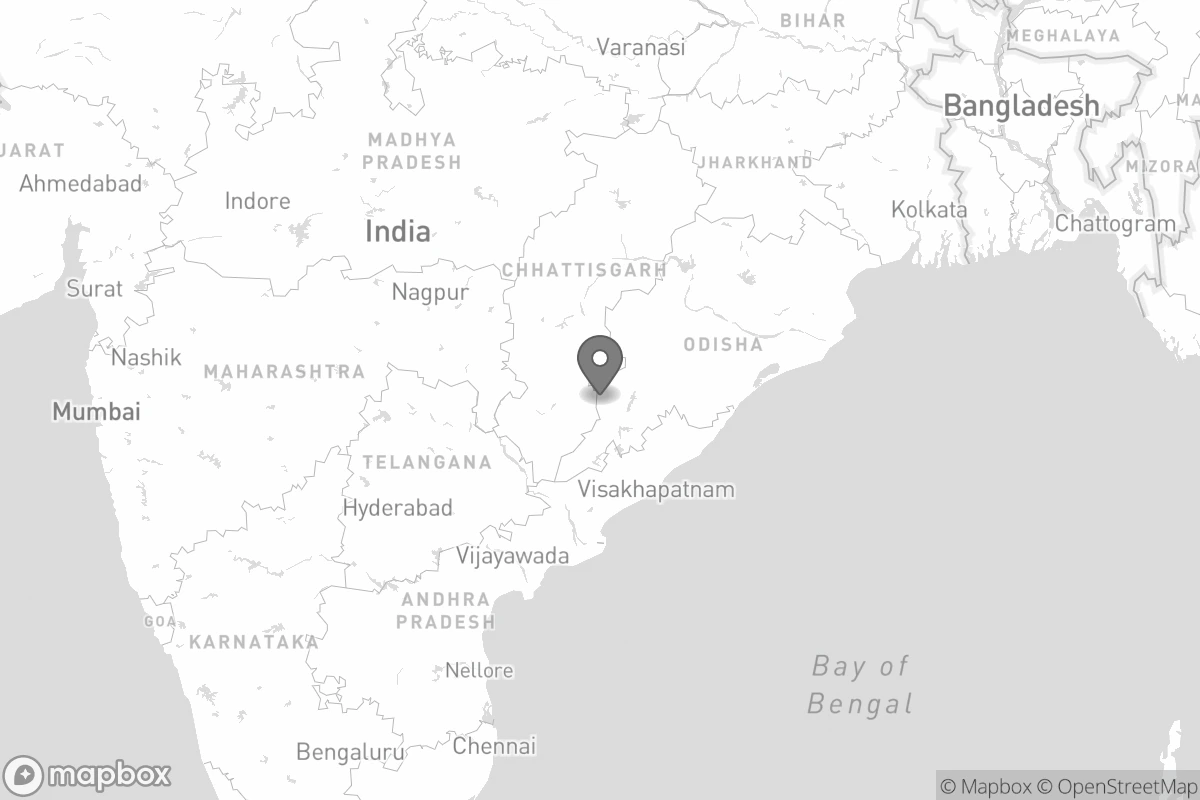 BIHAR
Varanasi
MEGHALAYA
Bangladesh
MADHYA
PRADESH
JHARKHAND
MIZORA
JARAT
Ahmedabad
Indore
Kolkata
Chattogram
India
CHHATTISGARH
Surat
Nagpur
ODISHA
Nashik
MAHARASHTRA
Mumbai
TELANGANA
Visakhapatnam
Hyderabad
Vijayawada
ANDHRA
PRADESH
GOA
KARNATAKA
Nellore
Bay of
Bengal
Bengaluru
Chennai
mapbox
© Mapbox © OpenStreetMap
MA